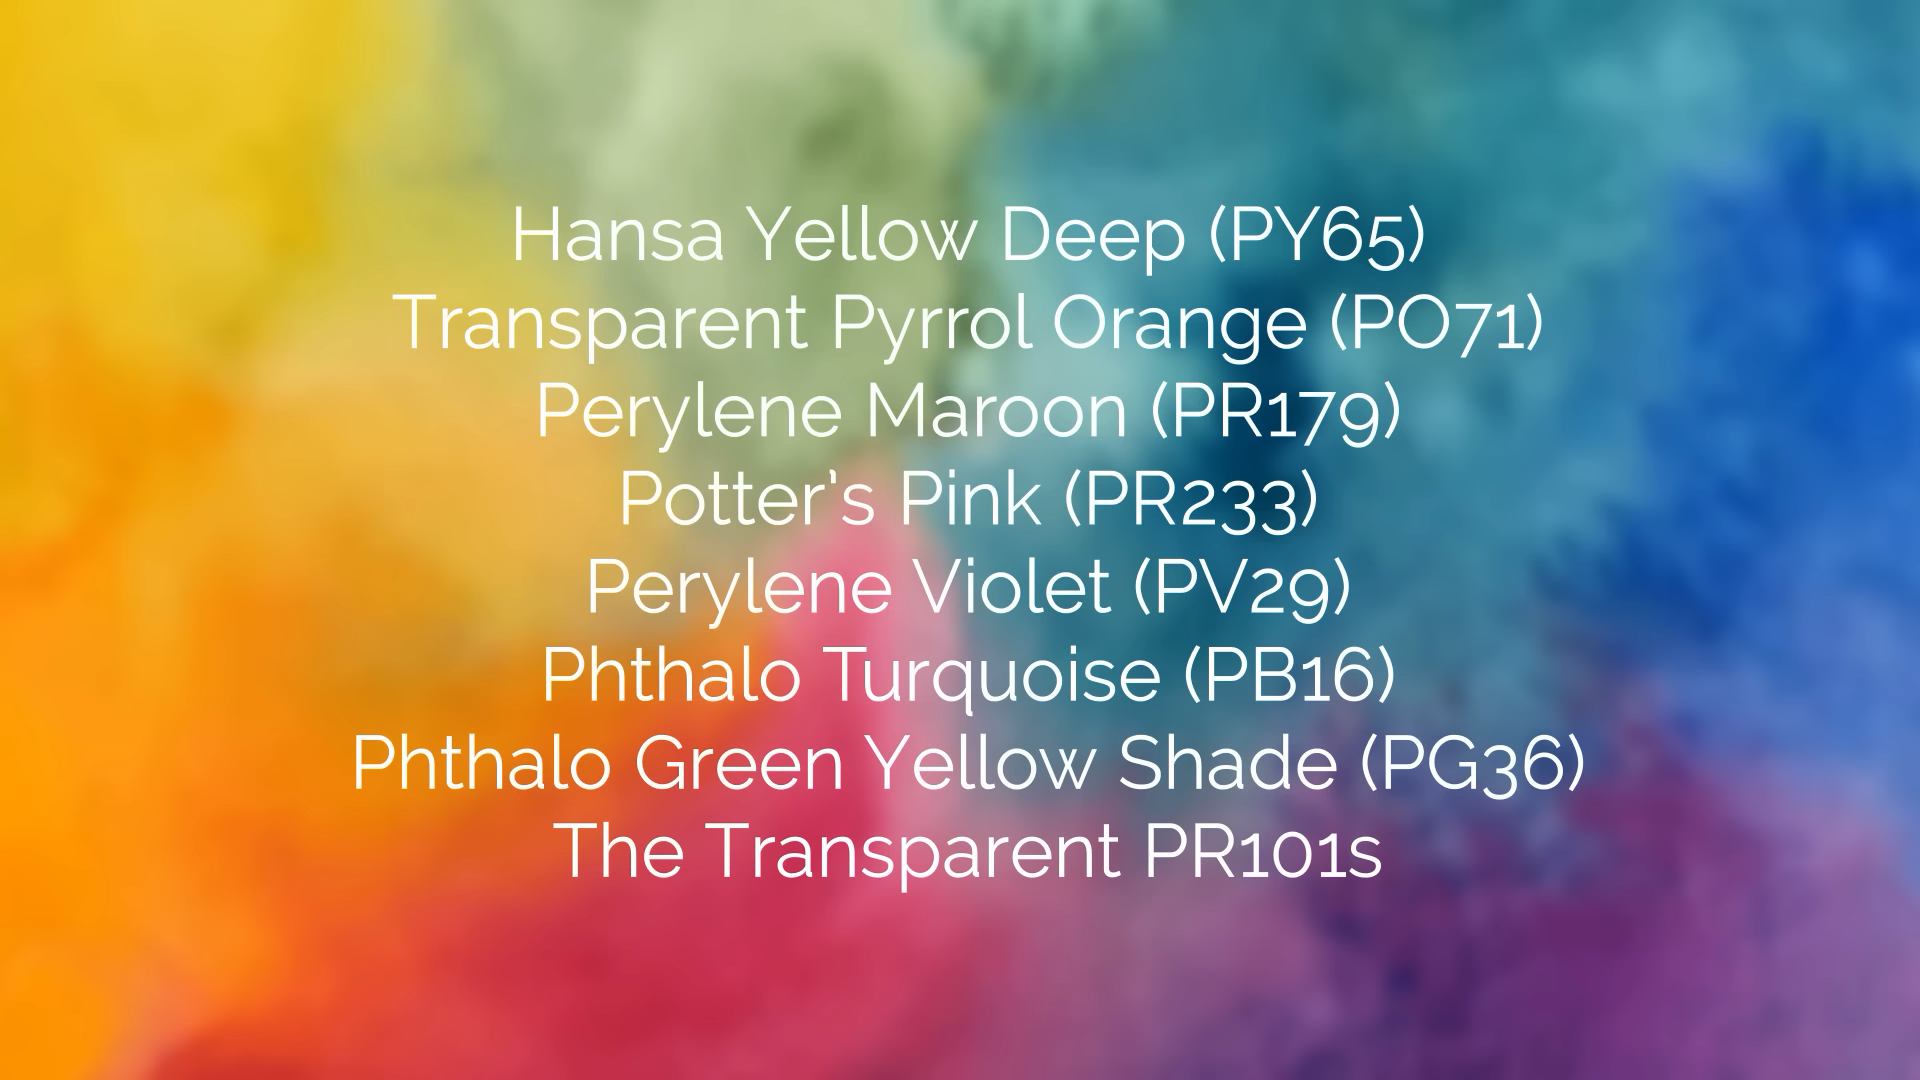 Hansa Yellow Deep (PY65)
Transparent Pyrrol Orange (PO71)
Perylene Maroon (PR179)
Potter's Pink (PR233)
Perylene Violet (PV29)
Phthalo Turquoise (PB16)
Phthalo Green Yellow Shade (PG36)
The Transparent PR101s